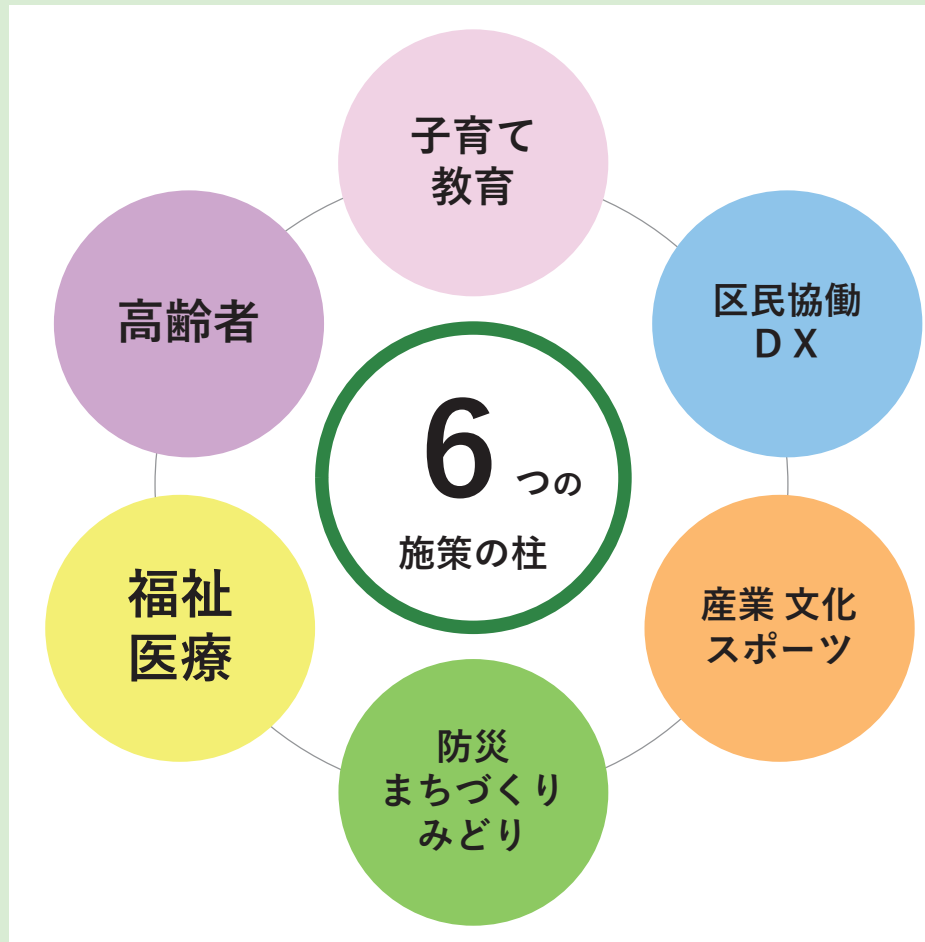 子育て
教育
高齢者
区民協働
ＤＸ
6つの
施策の柱
福祉
医療
産業 文化
スポーツ
防災
まちづくり
みどり